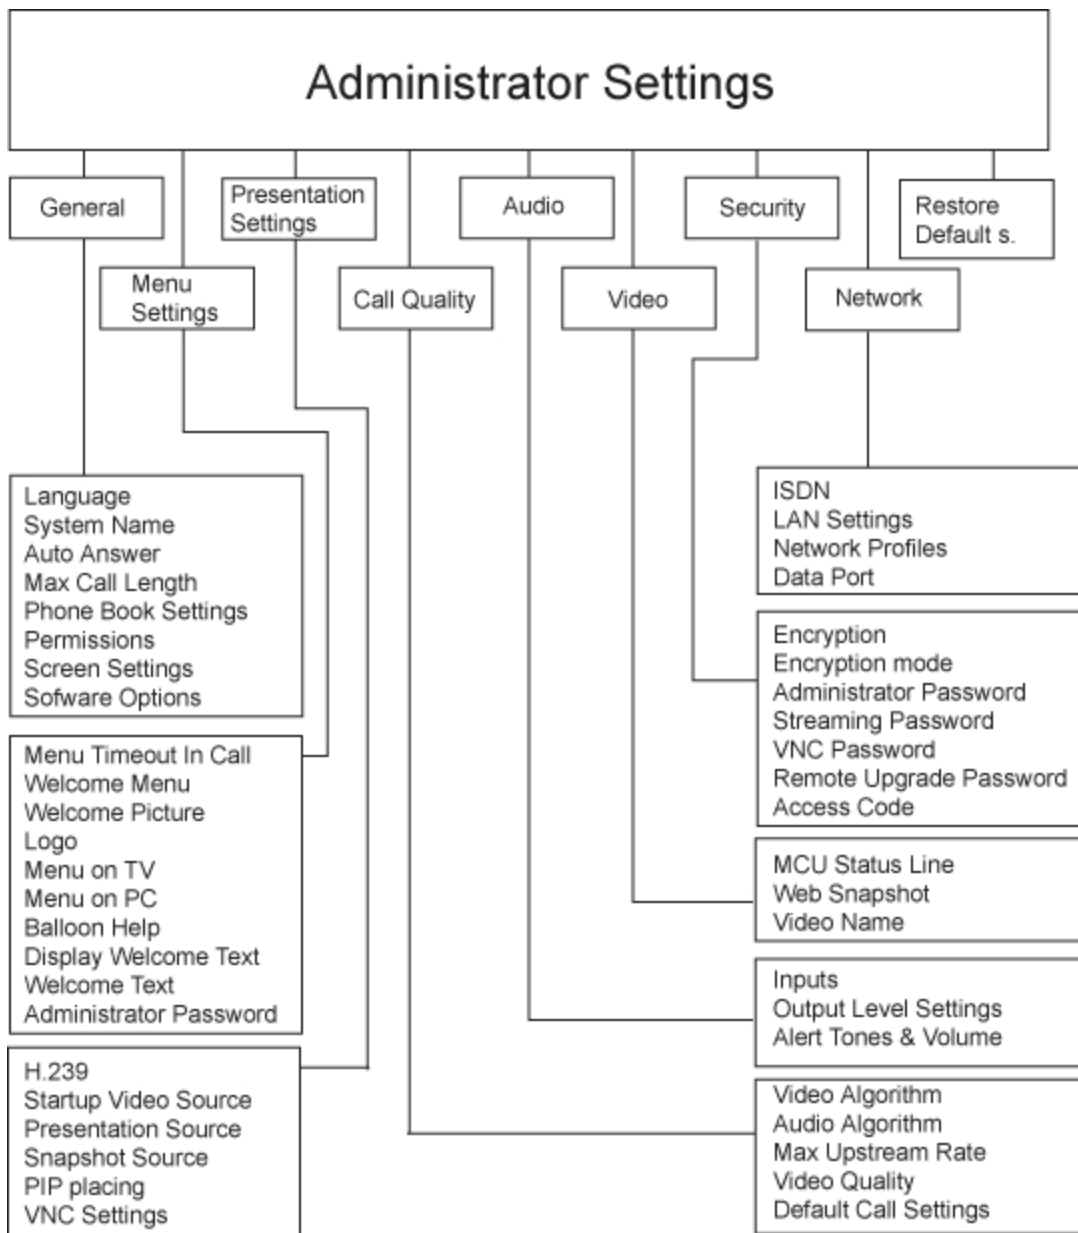 Administrator Settings
General
Presentation
Settings
Audio
Security
Restore
Default s.
Menu
Settings
Call Quality
Video
Network
Language
System Name
Auto Answer
Max Call Length
Phone Book Settings
Permissions
Screen Settings
Sofware Options
Menu Timeout In Call
Welcome Menu
Welcome Picture
Logo
Menu on TV
Menu on PC
Balloon Help
Display Welcome Text
Welcome Text
Administrator Password
H.239
Startup Video Source
Presentation Source
Snapshot Source
PIP placing
VNC Settings
ISDN
LAN Settings
Network Profiles
Data Port
Encryption
Encryption mode
Administrator Password
Streaming Password
VNC Password
Remote Upgrade Password
Access Code
MCU Status Line
Web Snapshot
Video Name
Inputs
Output Level Settings
Alert Tones & Volume
Video Algorithm
Audio Algorithm
Max Upstream Rate
Video Quality
Default Call Settings